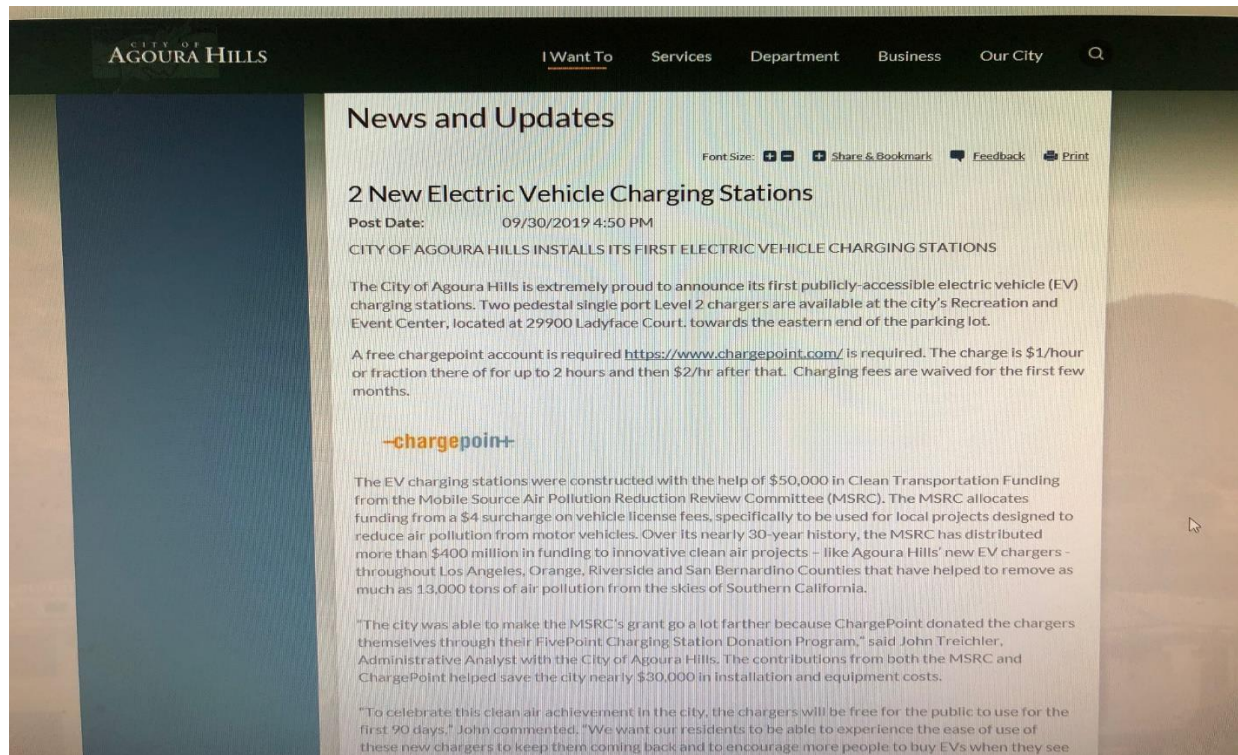 CITY OF
AGOURA HILLS
I Want To Services Department Business Our City
News and Updates
Font Size: Share & Bookmark Feedback Print
2 New Electric Vehicle Charging Stations
Post Date: 09/30/2019 4:50 PM
CITY OF AGOURA HILLS INSTALLS ITS FIRST ELECTRIC VEHICLE CHARGING STATIONS
The City of Agoura Hills is extremely proud to announce its first publicly-accessible electric vehicle (EV)
charging stations. Two pedestal single port Level 2 chargers are available at the city's Recreation and
Event Center, located at 29900 Ladyface Court. towards the eastern end of the parking lot.
A free chargepoint account is required https://www.chargepoint.com/ is required. The charge is $1/hour
or fraction there of for up to 2 hours and then $2/hr after that. Charging fees are waived for the first few
months.
chargepoint
The EV charging stations were constructed with the help of $50,000 in Clean Transportation Funding
from the Mobile Source Air Pollution Reduction Review Committee (MSRC). The MSRC allocates
funding from a $4 surcharge on vehicle license fees, specifically to be used for local projects designed to
reduce air pollution from motor vehicles. Over its nearly 30-year history, the MSRC has distributed
more than $400 million in funding to innovative clean air projects – like Agoura Hills' new EV chargers -
throughout Los Angeles, Orange, Riverside and San Bernardino Counties that have helped to remove as
much as 13,000 tons of air pollution from the skies of Southern California.
"The city was able to make the MSRC's grant go a lot farther because ChargePoint donated the chargers
themselves through their FivePoint Charging Station Donation Program," said John Treichler,
Administrative Analyst with the City of Agoura Hills. The contributions from both the MSRC and
ChargePoint helped save the city nearly $30,000 in installation and equipment costs.
"To celebrate this clean air achievement in the city, the chargers will be free for the public to use for the
first 90 days," John commented. "We want our residents to be able to experience the ease of use of
these new chargers to keep them coming back and to encourage more people to buy EVs when they see